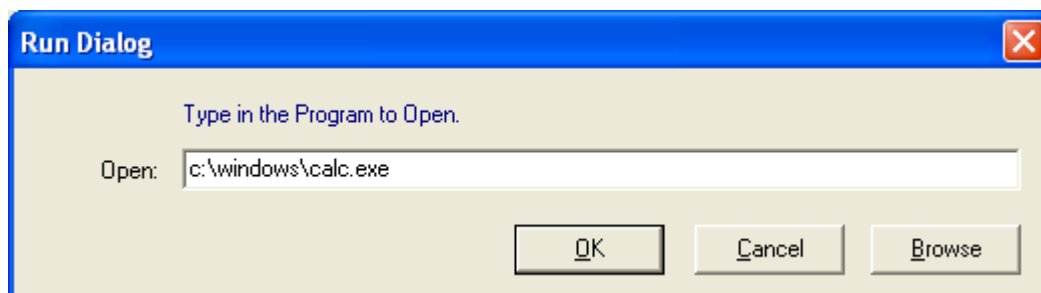 Run Dialog
Type in the Program to Open.
Open: c:\windows\calc.exe
OK Cancel Browse